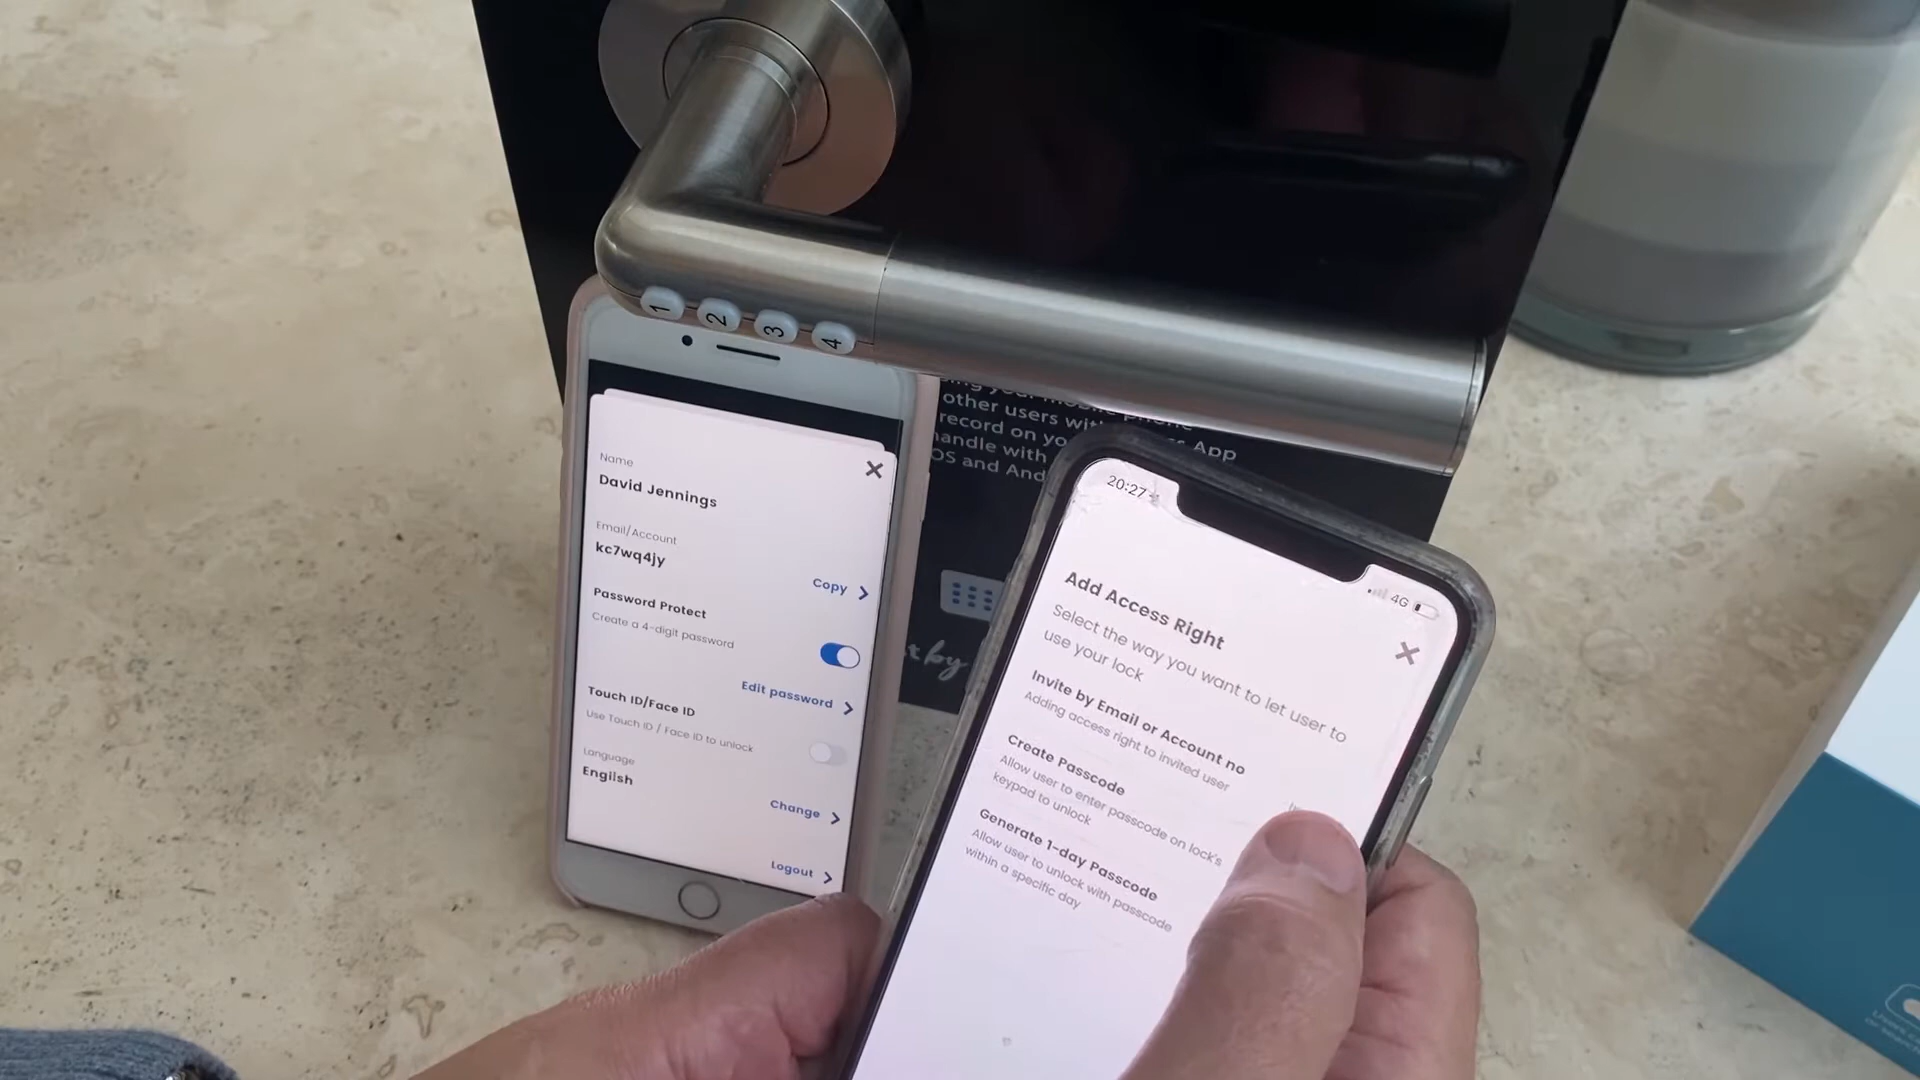 1 2 3 4
Name
David Jennings
Email/Account
kc7wq4jy
Copy
Password Protect
Create a 4-digit password
Edit password
Touch ID/Face ID
Use Touch ID / Face ID to unlock
Language
English
Change
Logout
your mobile phone
other users
App
record on
handle with
OS and
by
20:27
4G
Add Access Right
Select the way you want to let user to
use your lock
Invite by Email or Account no
Adding access right to invited user
Create Passcode
Allow user to enter passcode on lock's
keypad to unlock
Generate 1-day Passcode
Allow user to unlock with passcode
within a specific day